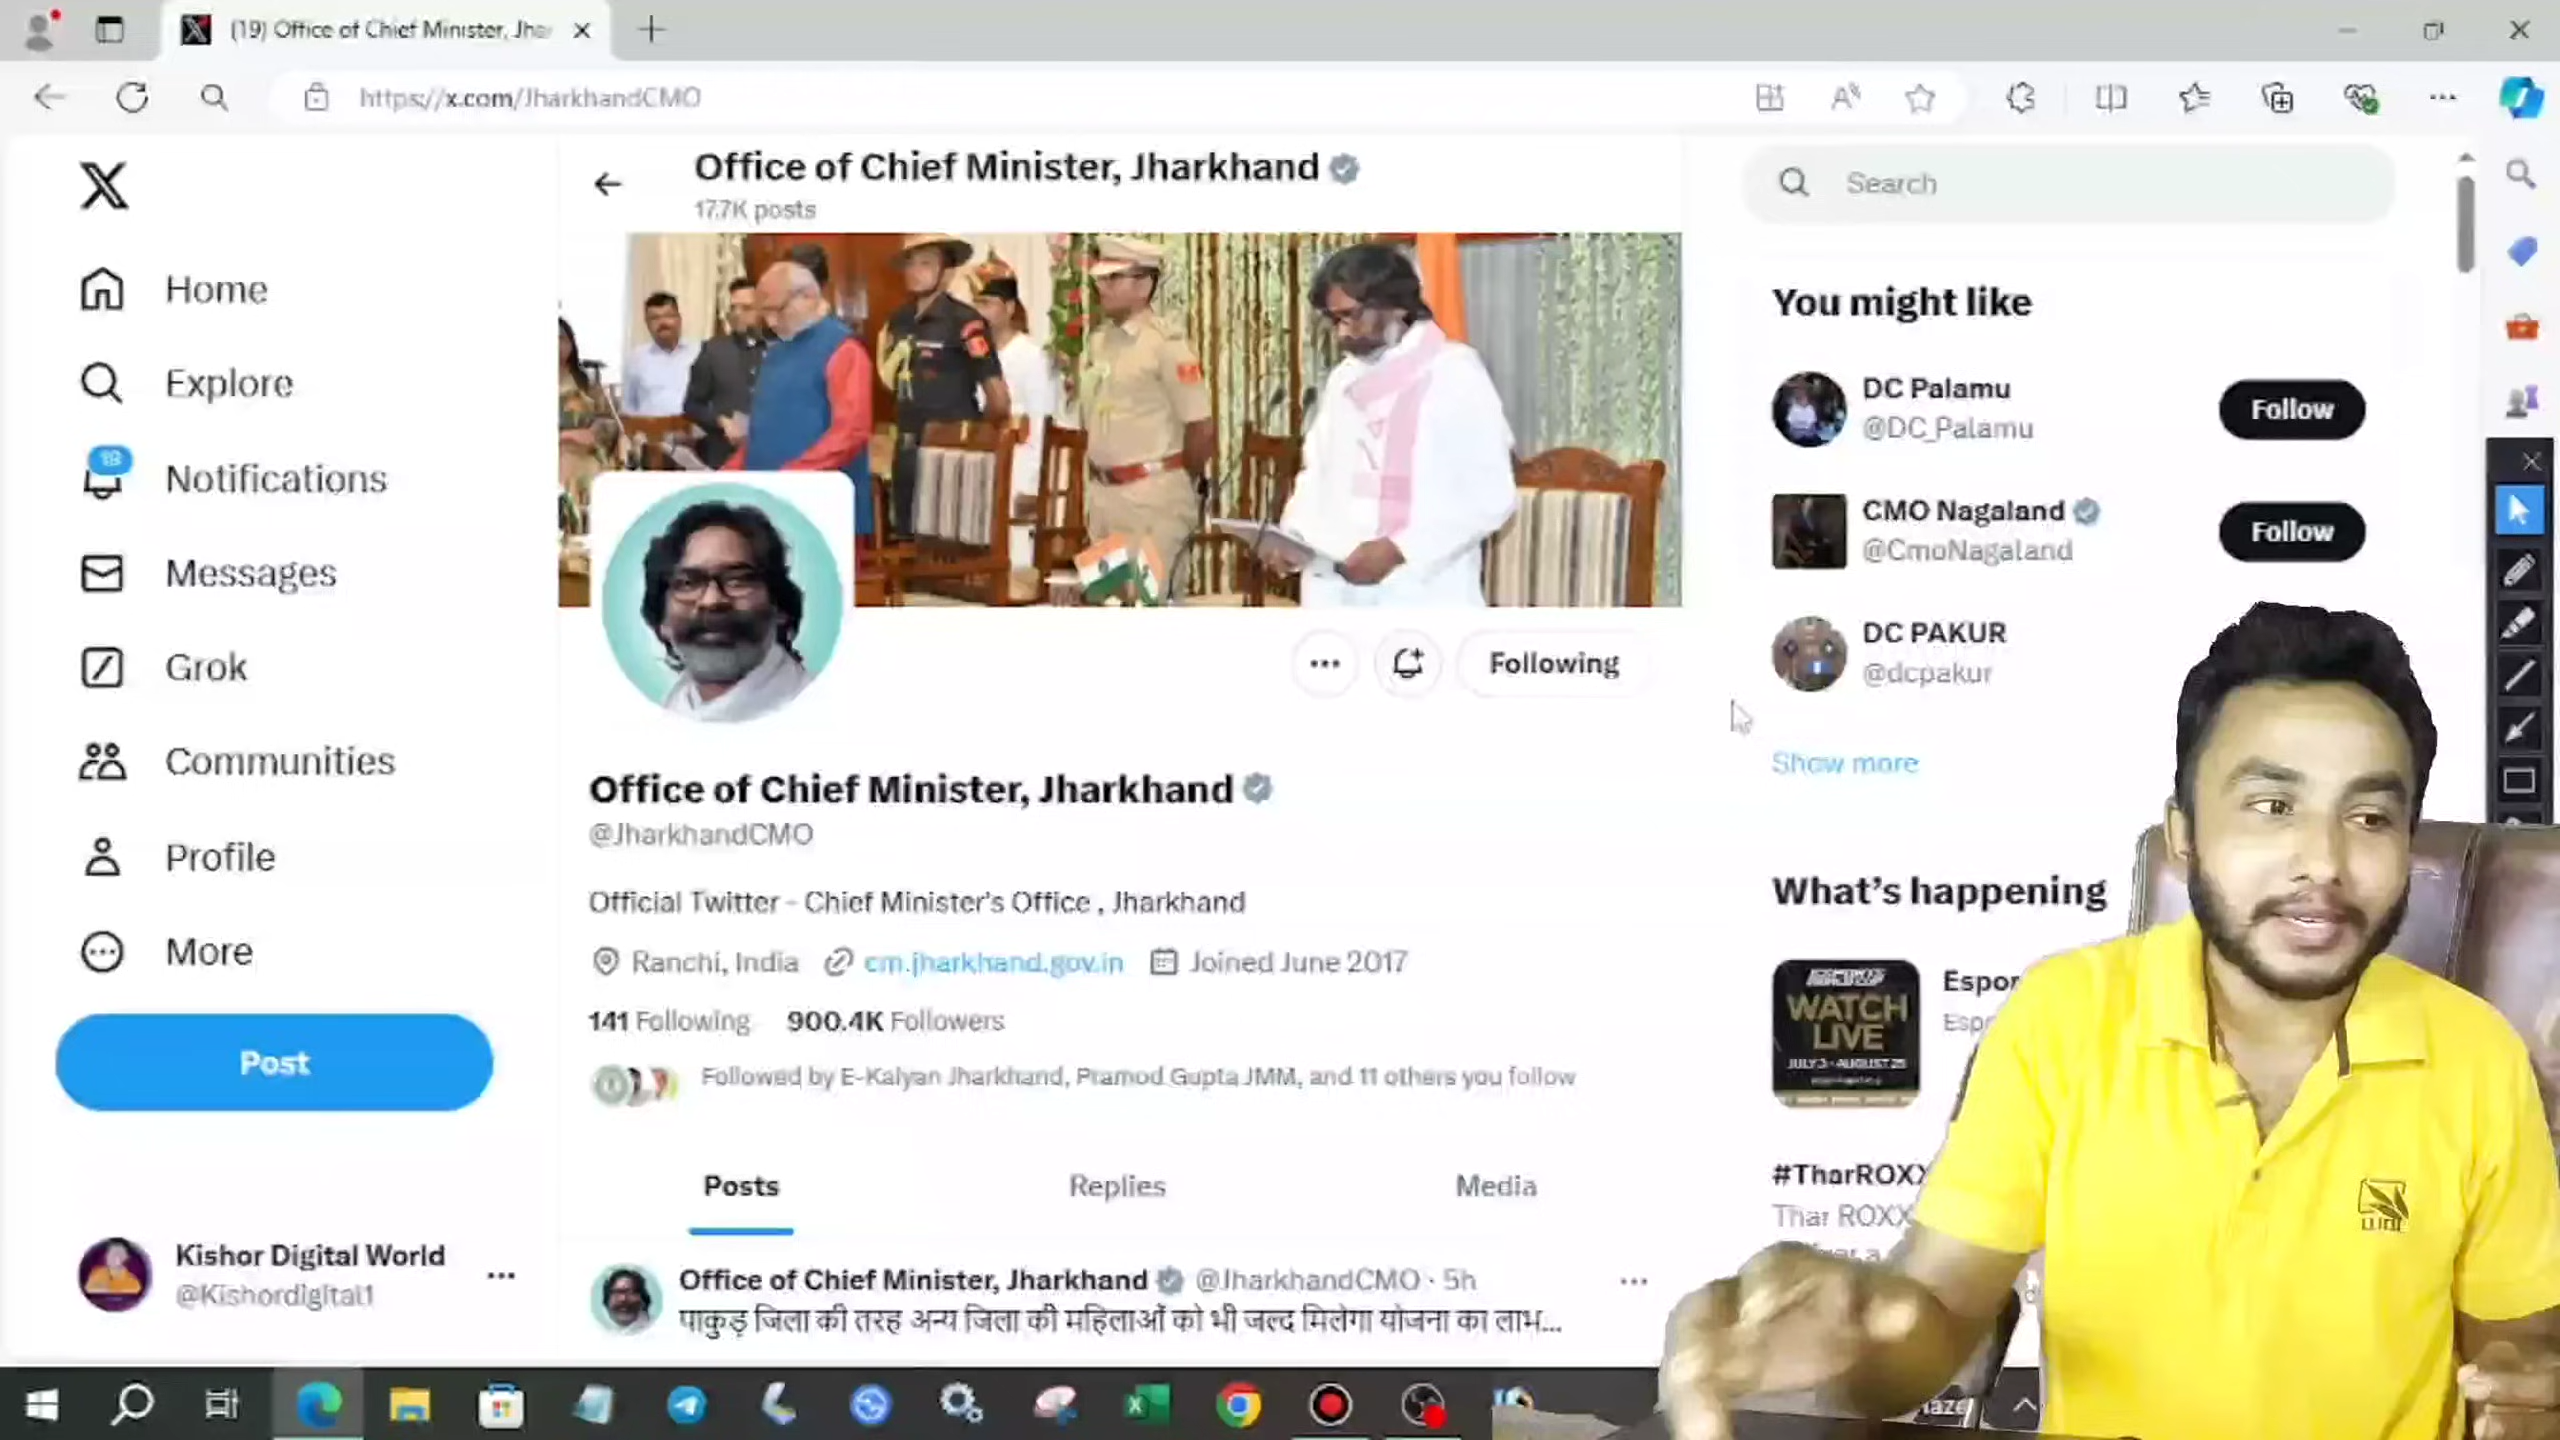 (19) Office of Chief Minister, Jhar
https://x.com/JharkhandCMO
Office of Chief Minister, Jharkhand
17.7K posts
Home
Explore
19
Notifications
Messages
Grok
Communities
Profile
More
Post
Kishor Digital World
@Kishordigital1
Following
Office of Chief Minister, Jharkhand
@JharkhandCMO
Official Twitter - Chief Minister's Office , Jharkhand
Ranchi, India cm.jharkhand.gov.in Joined June 2017
141 Following 900.4K Followers
Followed by E-Kalyan Jharkhand, Pramod Gupta JMM, and 11 others you follow
Posts Replies Media
Office of Chief Minister, Jharkhand @JharkhandCMO · 5h
पाकुड़ जिला की तरह अन्य जिला की महिलाओं को भी जल्द मिलेगा योजना का लाभ...
Search
You might like
DC Palamu
@DC_Palamu
Follow
CMO Nagaland
@CmoNagaland
Follow
DC PAKUR
@dcpakur
Show more
What's happening
WATCH
LIVE
JULY 3 - AUGUST 25
Espor
Espo
#TharROXX
Thar ROXX